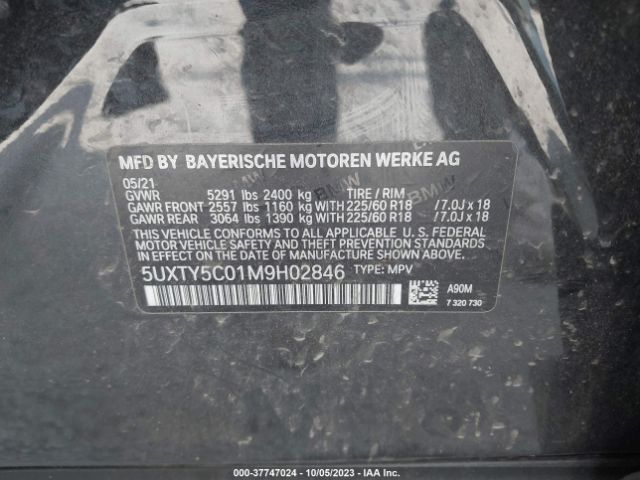 MFD BY BAYERISCHE MOTOREN WERKE AG
05/21
GVWR 5291 lbs 2400 kg TIRE / RIM
GAWR FRONT 2557 lbs 1160 kg WITH 225/60 R18 / 7.0J x 18
GAWR REAR 3064 lbs 1390 kg WITH 225/60 R18 / 7.0J x 18
THIS VEHICLE CONFORMS TO ALL APPLICABLE U. S. FEDERAL
MOTOR VEHICLE SAFETY AND THEFT PREVENTION STANDARDS
IN EFFECT ON THE DATE OF MANUFACTURE SHOWN ABOVE.
5UXTY5C01M9H02846 TYPE: MPV
A90M
7 320 730
BMW
BMW
000-37747024 | 10/05/2023 | IAA Inc.